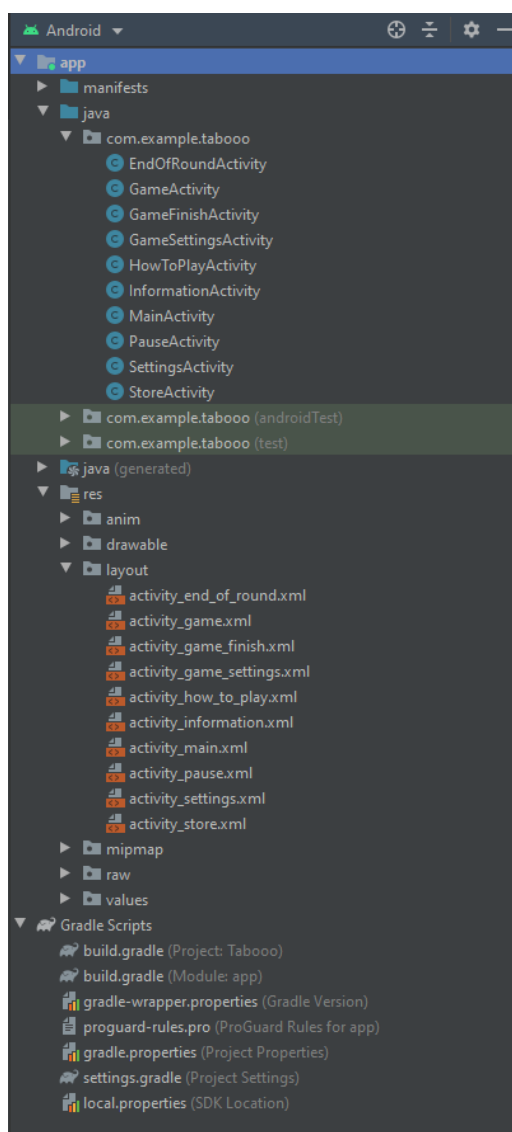 Android
app
manifests
java
com.example.tabooo
EndOfRoundActivity
GameActivity
GameFinishActivity
GameSettingsActivity
HowToPlayActivity
InformationActivity
MainActivity
PauseActivity
SettingsActivity
StoreActivity
com.example.tabooo (androidTest)
com.example.tabooo (test)
java (generated)
res
anim
drawable
layout
activity_end_of_round.xml
activity_game.xml
activity_game_finish.xml
activity_game_settings.xml
activity_how_to_play.xml
activity_information.xml
activity_main.xml
activity_pause.xml
activity_settings.xml
activity_store.xml
mipmap
raw
values
Gradle Scripts
build.gradle (Project: Tabooo)
build.gradle (Module: app)
gradle-wrapper.properties (Gradle Version)
proguard-rules.pro (ProGuard Rules for app)
gradle.properties (Project Properties)
settings.gradle (Project Settings)
local.properties (SDK Location)